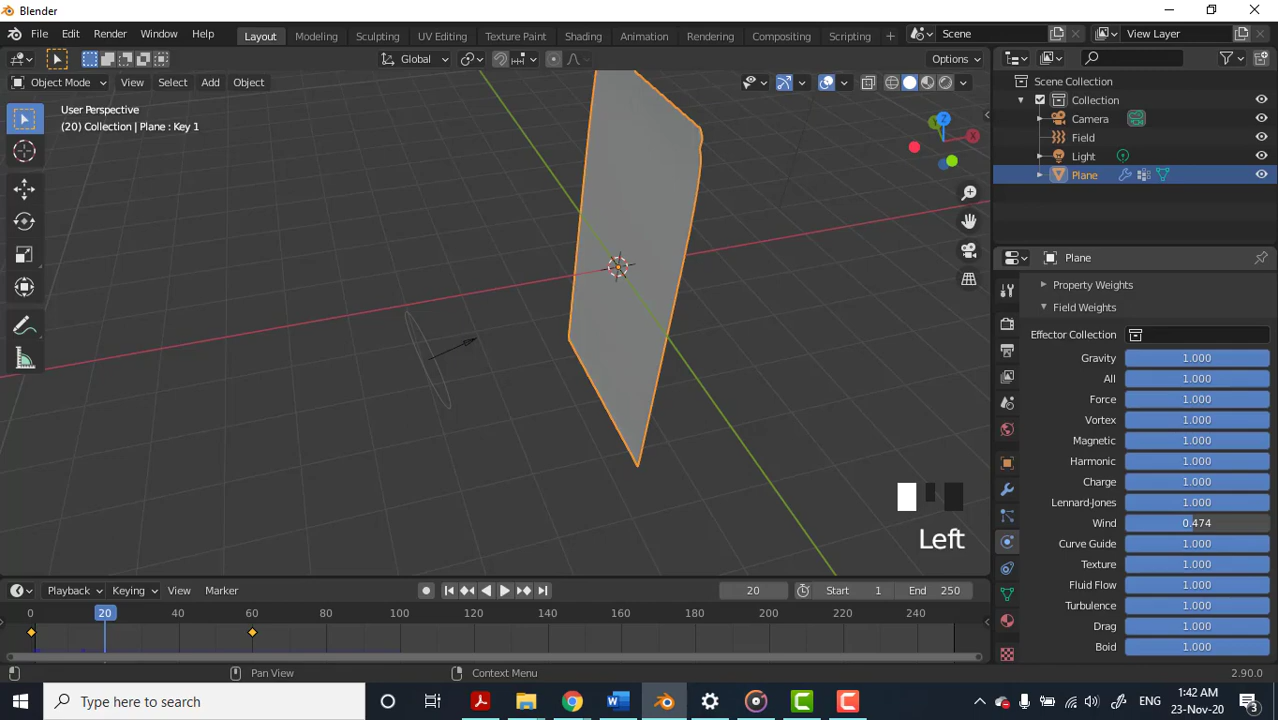 Blender
File Edit Render Window Help Layout Modeling Sculpting UV Editing Texture Paint Shading Animation Rendering Compositing Scripting + Scene View Layer
Global Options
Object Mode View Select Add Object
User Perspective
(20) Collection | Plane : Key 1
Z
Y
X
Scene Collection
Collection
Camera
Field
Light
Plane
Plane
Property Weights
Field Weights
Effector Collection
Gravity 1.000
All 1.000
Force 1.000
Vortex 1.000
Magnetic 1.000
Harmonic 1.000
Charge 1.000
Lennard-Jones 1.000
Wind 0.474
Curve Guide 1.000
Texture 1.000
Fluid Flow 1.000
Turbulence 1.000
Drag 1.000
Boid 1.000
Left
Playback Keying View Marker 20 Start 1 End 250
0 20 40 60 80 100 120 140 160 180 200 220 240
Pan View Context Menu 2.90.0
Type here to search
ENG
1:42 AM
23-Nov-20
3